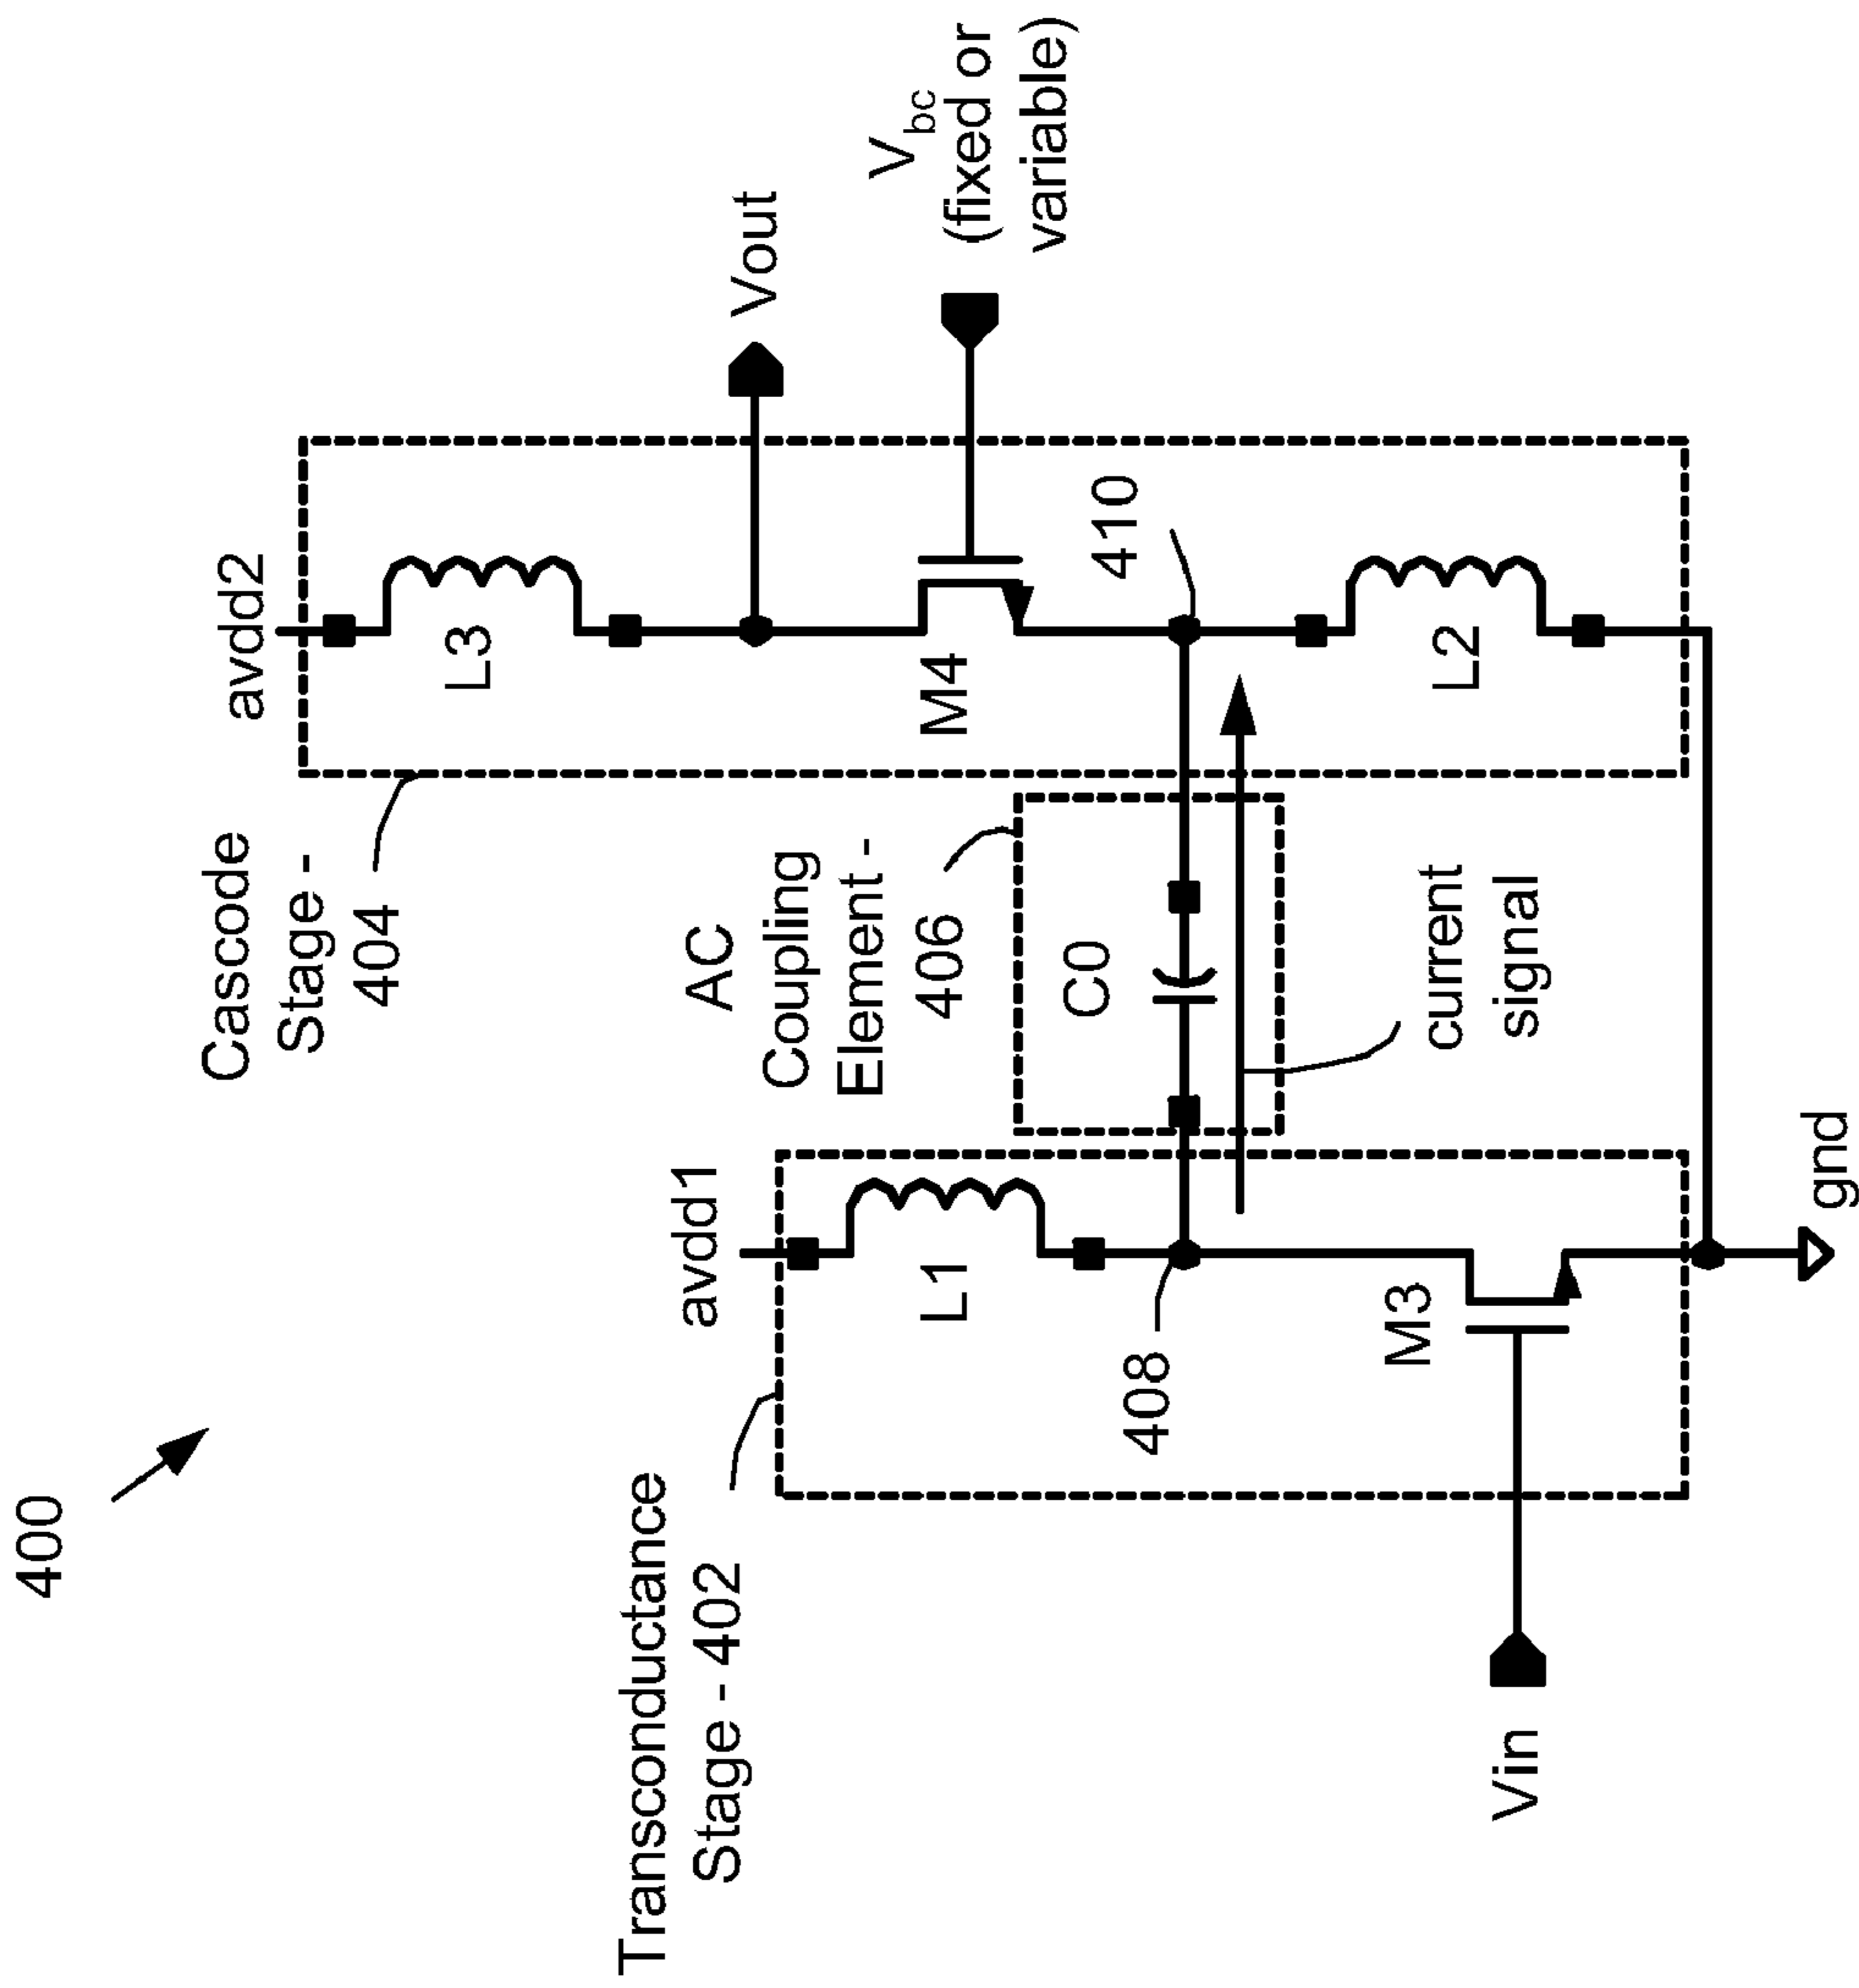 400
Transconductance
Stage - 402
Cascode
Stage -
404
AC
Coupling
Element -
406
avdd1
avdd2
L1
L3
Vout
V bc
(fixed or
variable)
M4
408
C0
410
M3
current
signal
L2
Vin
gnd